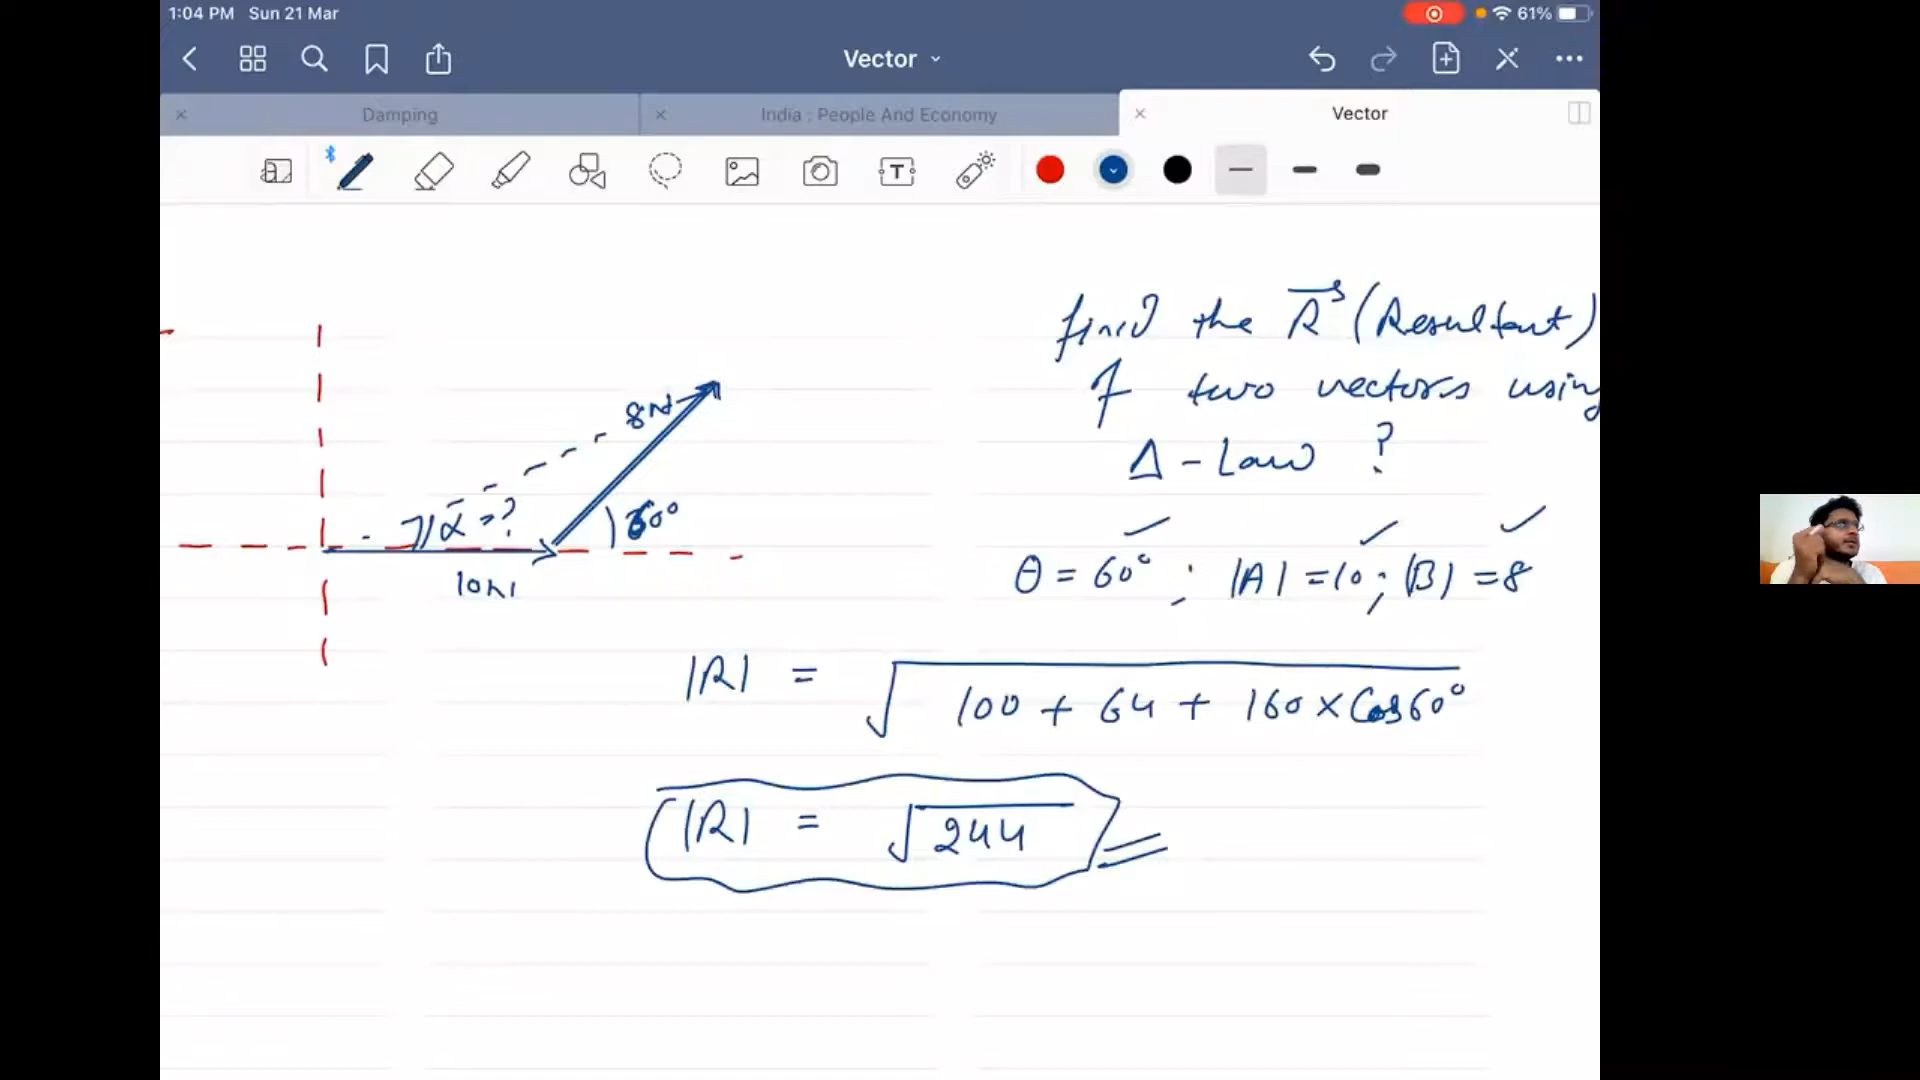 1:04 PM Sun 21 Mar
61%
Vector
Damping
India : People And Economy
Vector
T
find the R (Resultant)
of two vectors using
Δ - Law ?
8N
α = ?
60°
10N
θ = 60° ; |A| = 10 ; |B| = 8
|R| = √100 + 64 + 160 × Cos60°
|R| = √244